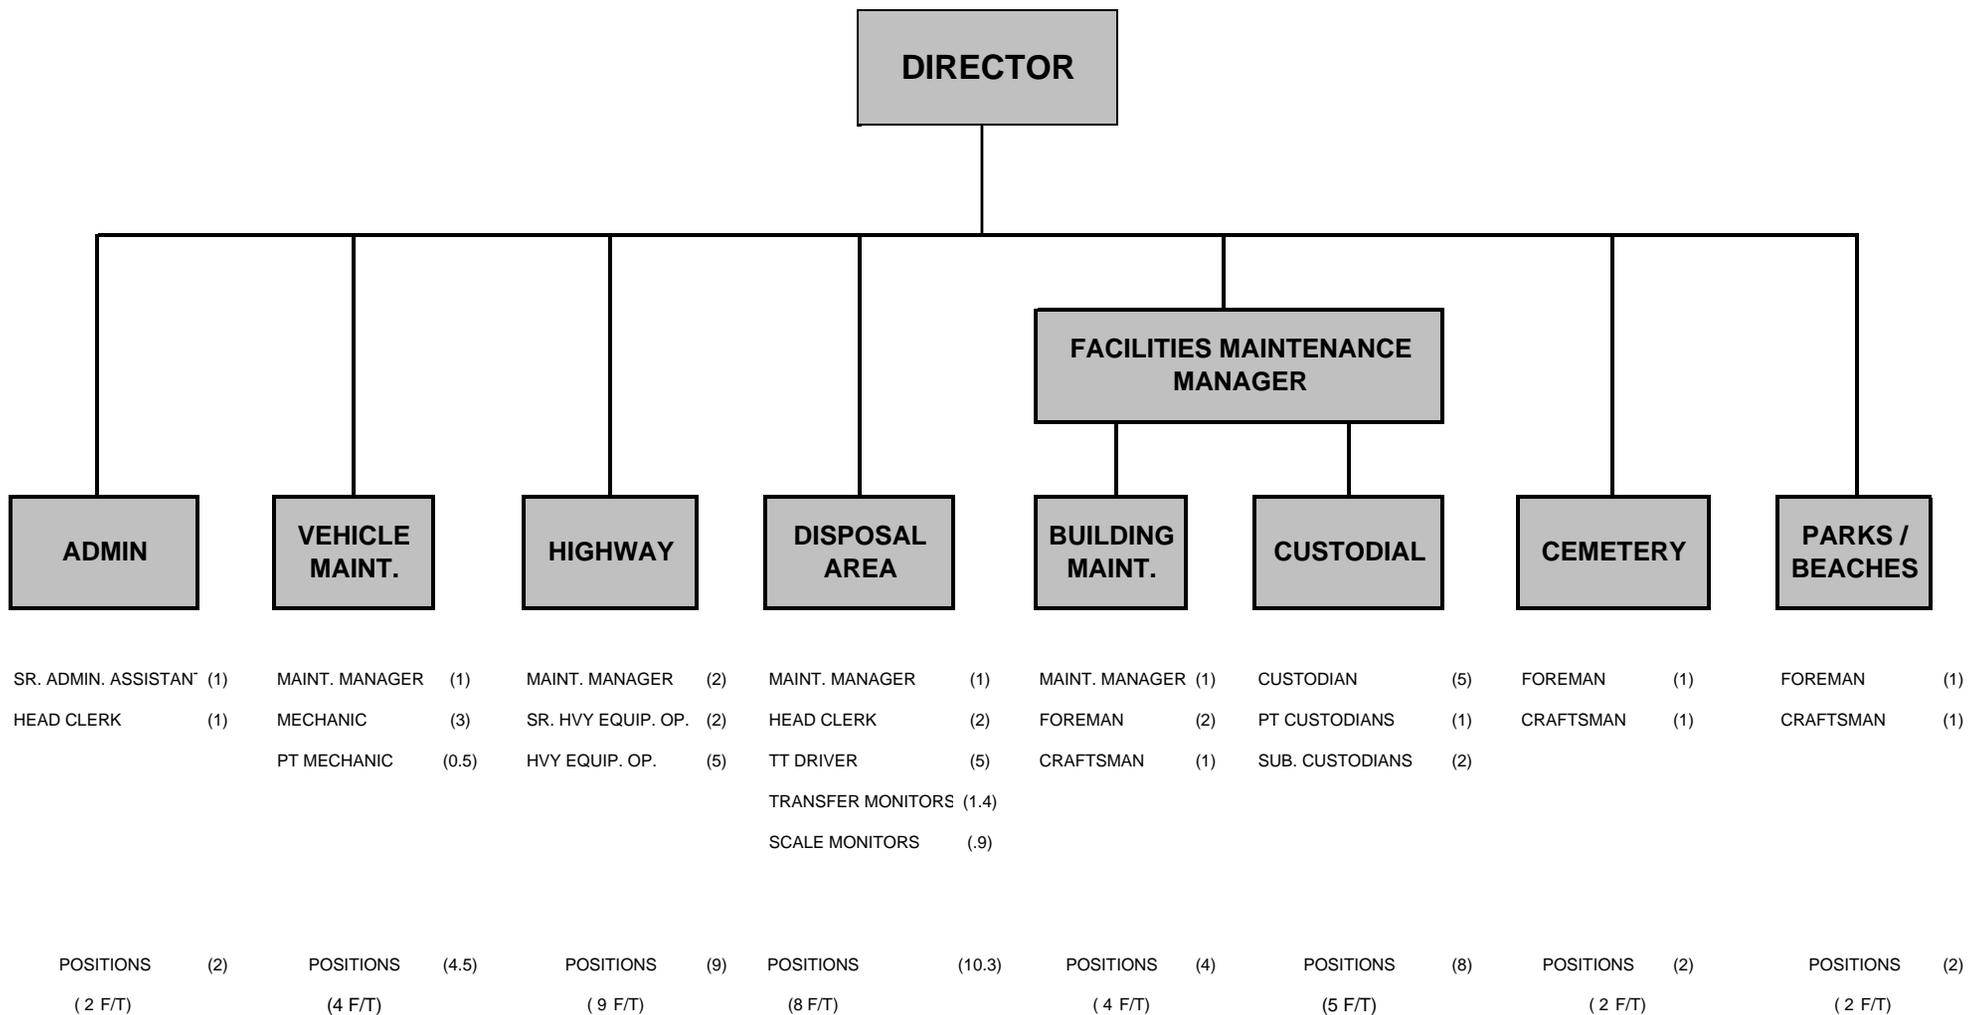 DIRECTOR
FACILITIES MAINTENANCE
MANAGER
ADMIN
VEHICLE
MAINT.
HIGHWAY
DISPOSAL
AREA
BUILDING
MAINT.
CUSTODIAL
CEMETERY
PARKS /
BEACHES
SR. ADMIN. ASSISTANT (1)
HEAD CLERK (1)
MAINT. MANAGER (1)
MECHANIC (3)
PT MECHANIC (0.5)
MAINT. MANAGER (2)
SR. HVY EQUIP. OP. (2)
HVY EQUIP. OP. (5)
MAINT. MANAGER (1)
HEAD CLERK (2)
TT DRIVER (5)
TRANSFER MONITORS (1.4)
SCALE MONITORS (.9)
MAINT. MANAGER (1)
FOREMAN (2)
CRAFTSMAN (1)
CUSTODIAN (5)
PT CUSTODIANS (1)
SUB. CUSTODIANS (2)
FOREMAN (1)
CRAFTSMAN (1)
FOREMAN (1)
CRAFTSMAN (1)
POSITIONS (2)
( 2 F/T)
POSITIONS (4.5)
(4 F/T)
POSITIONS (9)
( 9 F/T)
POSITIONS (10.3)
(8 F/T)
POSITIONS (4)
( 4 F/T)
POSITIONS (8)
(5 F/T)
POSITIONS (2)
( 2 F/T)
POSITIONS (2)
( 2 F/T)